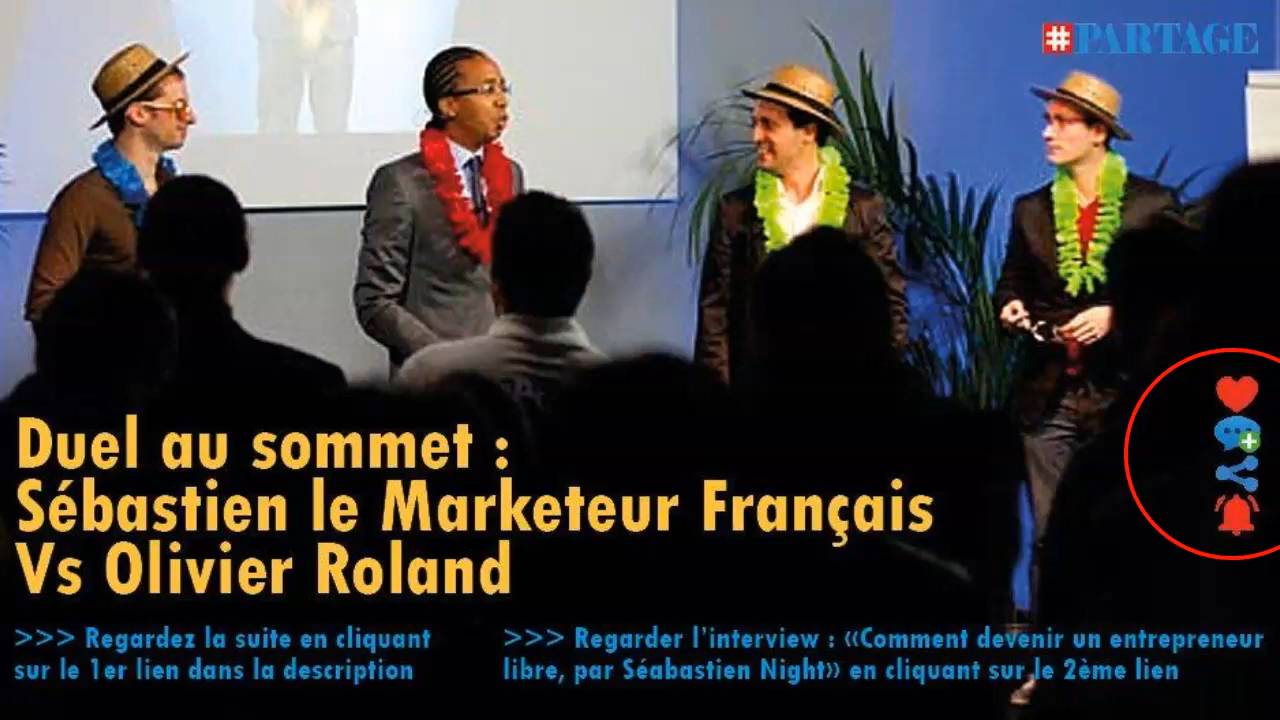 #PARTAGE
Duel au sommet :
Sébastien le Marketeur Français
Vs Olivier Roland
>>> Regardez la suite en cliquant
sur le 1er lien dans la description
>>> Regarder l'interview : «Comment devenir un entrepreneur
libre, par Séabastien Night» en cliquant sur le 2ème lien